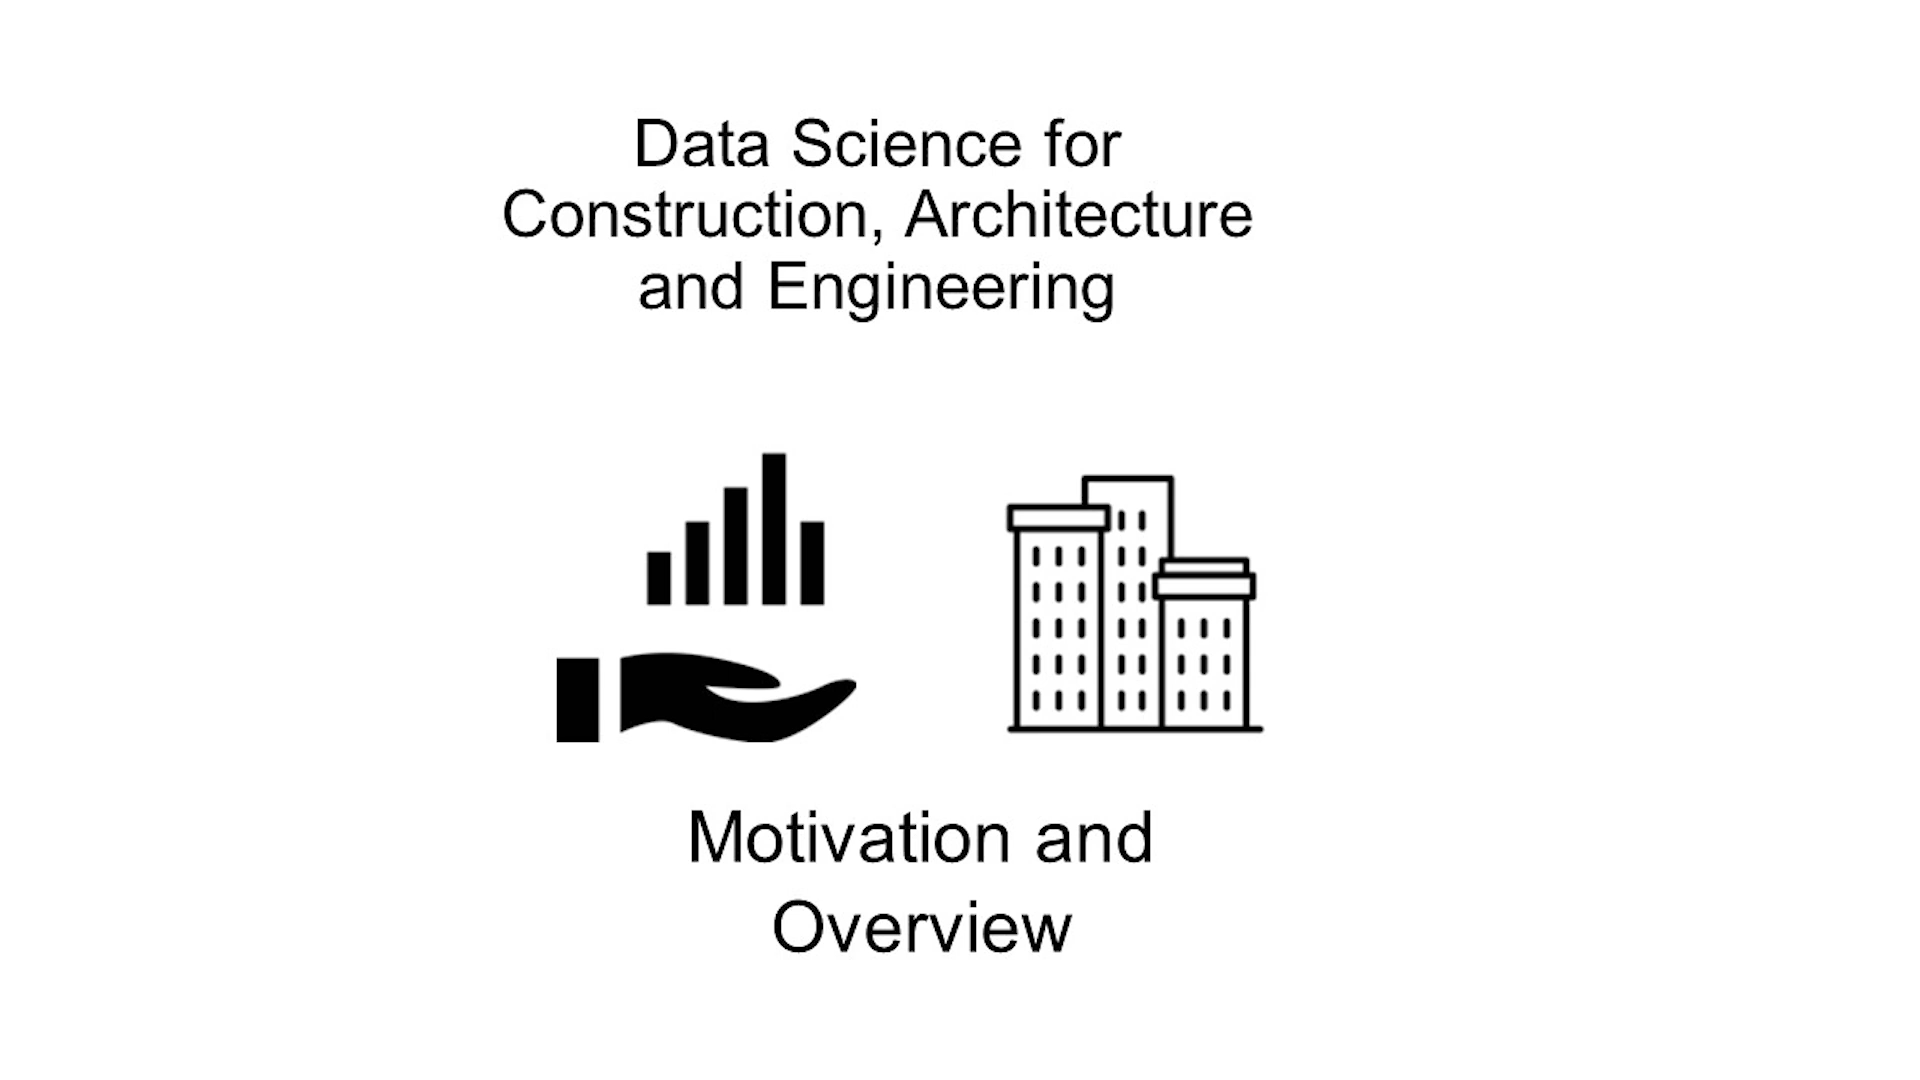 Data Science for
Construction, Architecture
and Engineering
Motivation and
Overview